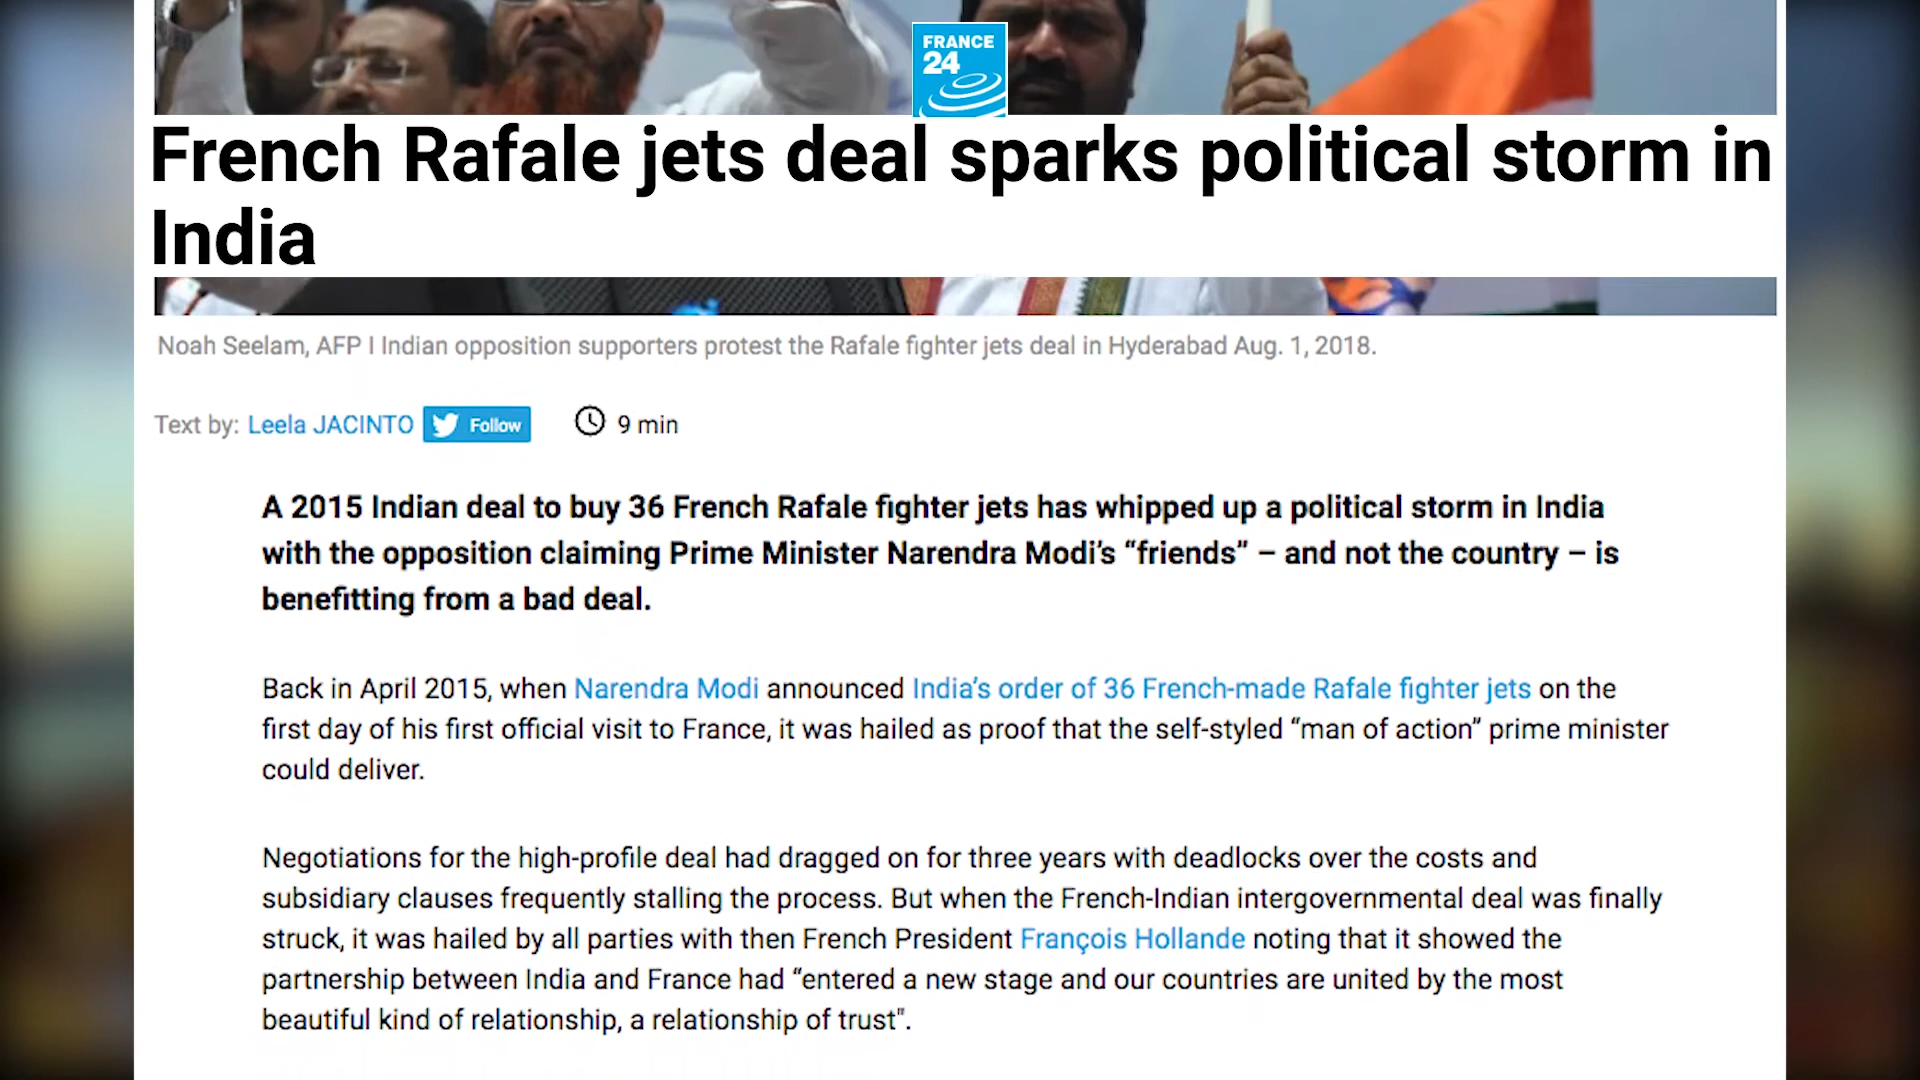 FRANCE
24
French Rafale jets deal sparks political storm in
India
Noah Seelam, AFP I Indian opposition supporters protest the Rafale fighter jets deal in Hyderabad Aug. 1, 2018.
Text by: Leela JACINTO Follow 9 min
A 2015 Indian deal to buy 36 French Rafale fighter jets has whipped up a political storm in India
with the opposition claiming Prime Minister Narendra Modi’s “friends” – and not the country – is
benefitting from a bad deal.
Back in April 2015, when Narendra Modi announced India’s order of 36 French-made Rafale fighter jets on the
first day of his first official visit to France, it was hailed as proof that the self-styled “man of action” prime minister
could deliver.
Negotiations for the high-profile deal had dragged on for three years with deadlocks over the costs and
subsidiary clauses frequently stalling the process. But when the French-Indian intergovernmental deal was finally
struck, it was hailed by all parties with then French President François Hollande noting that it showed the
partnership between India and France had “entered a new stage and our countries are united by the most
beautiful kind of relationship, a relationship of trust".